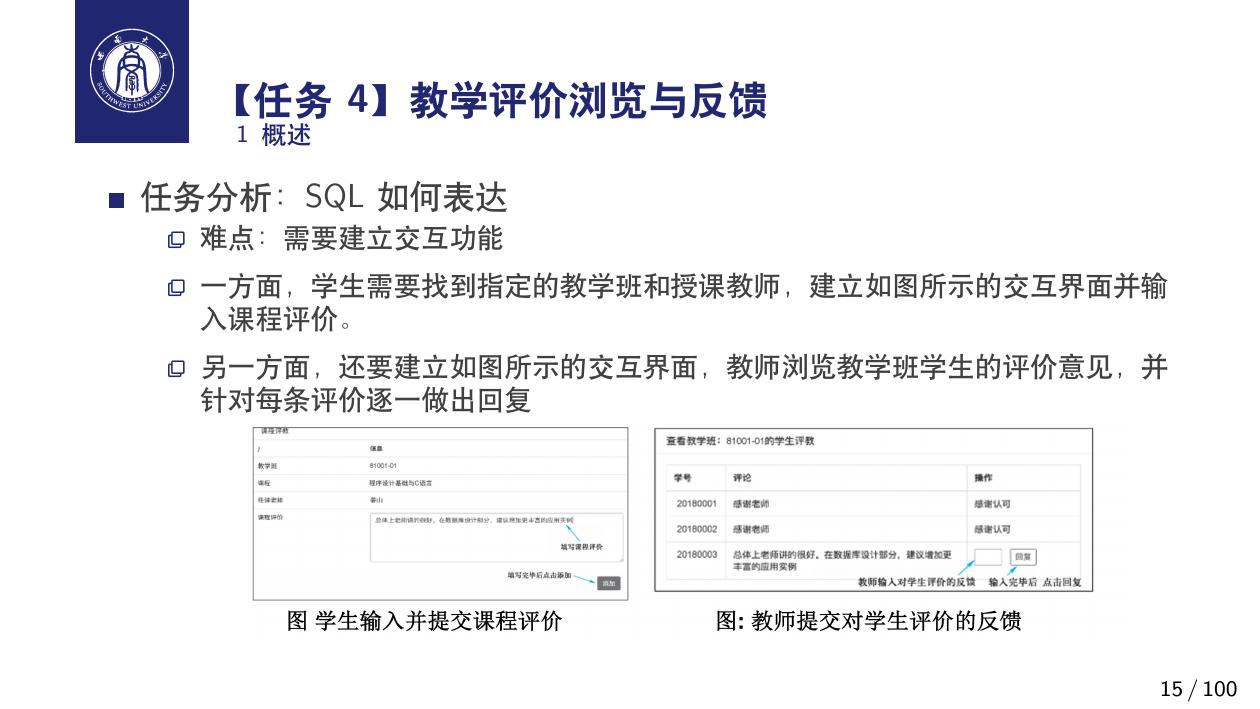 西南大学
SOUTHWEST UNIVERSITY
【任务 4】教学评价浏览与反馈
1 概述
任务分析：SQL 如何表达
难点：需要建立交互功能
一方面，学生需要找到指定的教学班和授课教师，建立如图所示的交互界面并输
入课程评价。
另一方面，还要建立如图所示的交互界面，教师浏览教学班学生的评价意见，并
针对每条评价逐一做出回复
课程评教
信息
教学班 81001-01
课程 程序设计基础与C语言
任课老师 姜山
课程评价 总体上老师讲的很好。在数据库设计部分，建议增加更丰富的应用实例
填写课程评价
填写完毕后点击添加
添加
图 学生输入并提交课程评价
查看教学班：81001-01的学生评教
学号 评论 操作
20180001 感谢老师 感谢认可
20180002 感谢老师 感谢认可
20180003 总体上老师讲的很好。在数据库设计部分，建议增加更
丰富的应用实例 回复
教师输入对学生评价的反馈 输入完毕后 点击回复
图: 教师提交对学生评价的反馈
15 / 100